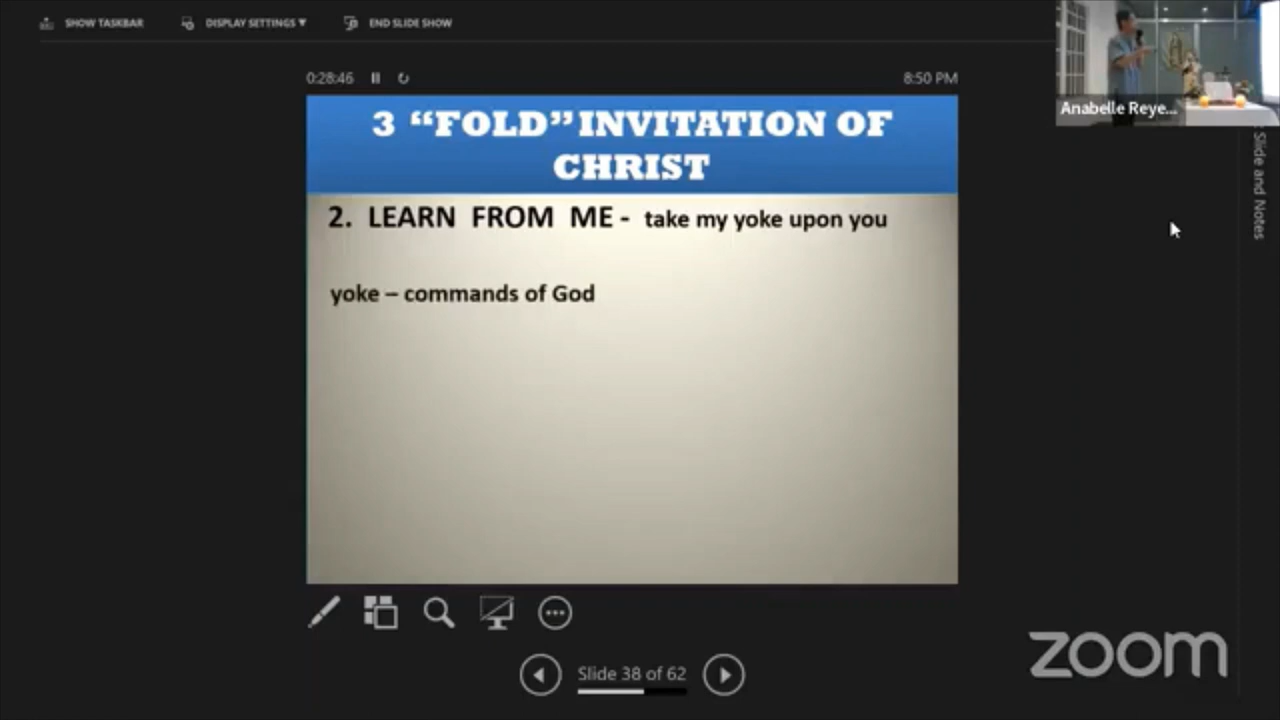 SHOW TASKBAR DISPLAY SETTINGS ▼ END SLIDE SHOW
Anabelle Reye...
0:28:46 8:50 PM
3 “FOLD” INVITATION OF
CHRIST
2. LEARN FROM ME - take my yoke upon you
yoke – commands of God
Slide and Notes
zoom
Slide 38 of 62